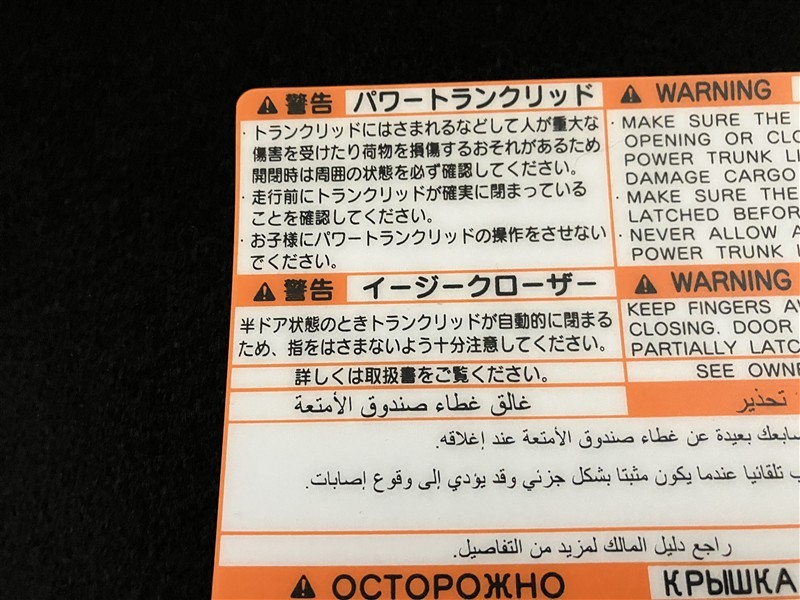 警告 パワートランクリッド
・トランクリッドにはさまれるなどして人が重大な
傷害を受けたり荷物を損傷するおそれがあるため
開閉時は周囲の状態を必ず確認してください。
・走行前にトランクリッドが確実に閉まっている
ことを確認してください。
・お子様にパワートランクリッドの操作をさせない
でください。
WARNING
・MAKE SURE THE
OPENING OR CLO
POWER TRUNK LI
DAMAGE CARGO
・MAKE SURE THE
LATCHED BEFOR
・NEVER ALLOW A
POWER TRUNK L
警告 イージークローザー
半ドア状態のときトランクリッドが自動的に閉まる
ため、指をはさまないよう十分注意してください。
WARNING
KEEP FINGERS AW
CLOSING. DOOR
PARTIALLY LATC
詳しくは取扱書をご覧ください。
SEE OWNE
تحذير
غالق غطاء صندوق الأمتعة
بعيدة عن غطاء صندوق الأمتعة عند إغلاقه.
تلقائيا عندما يكون مثبتا بشكل جزئي وقد يؤدي إلى وقوع إصابات.
راجع دليل المالك لمزيد من التفاصيل.
ОСТОРОЖНО КРЫШКА